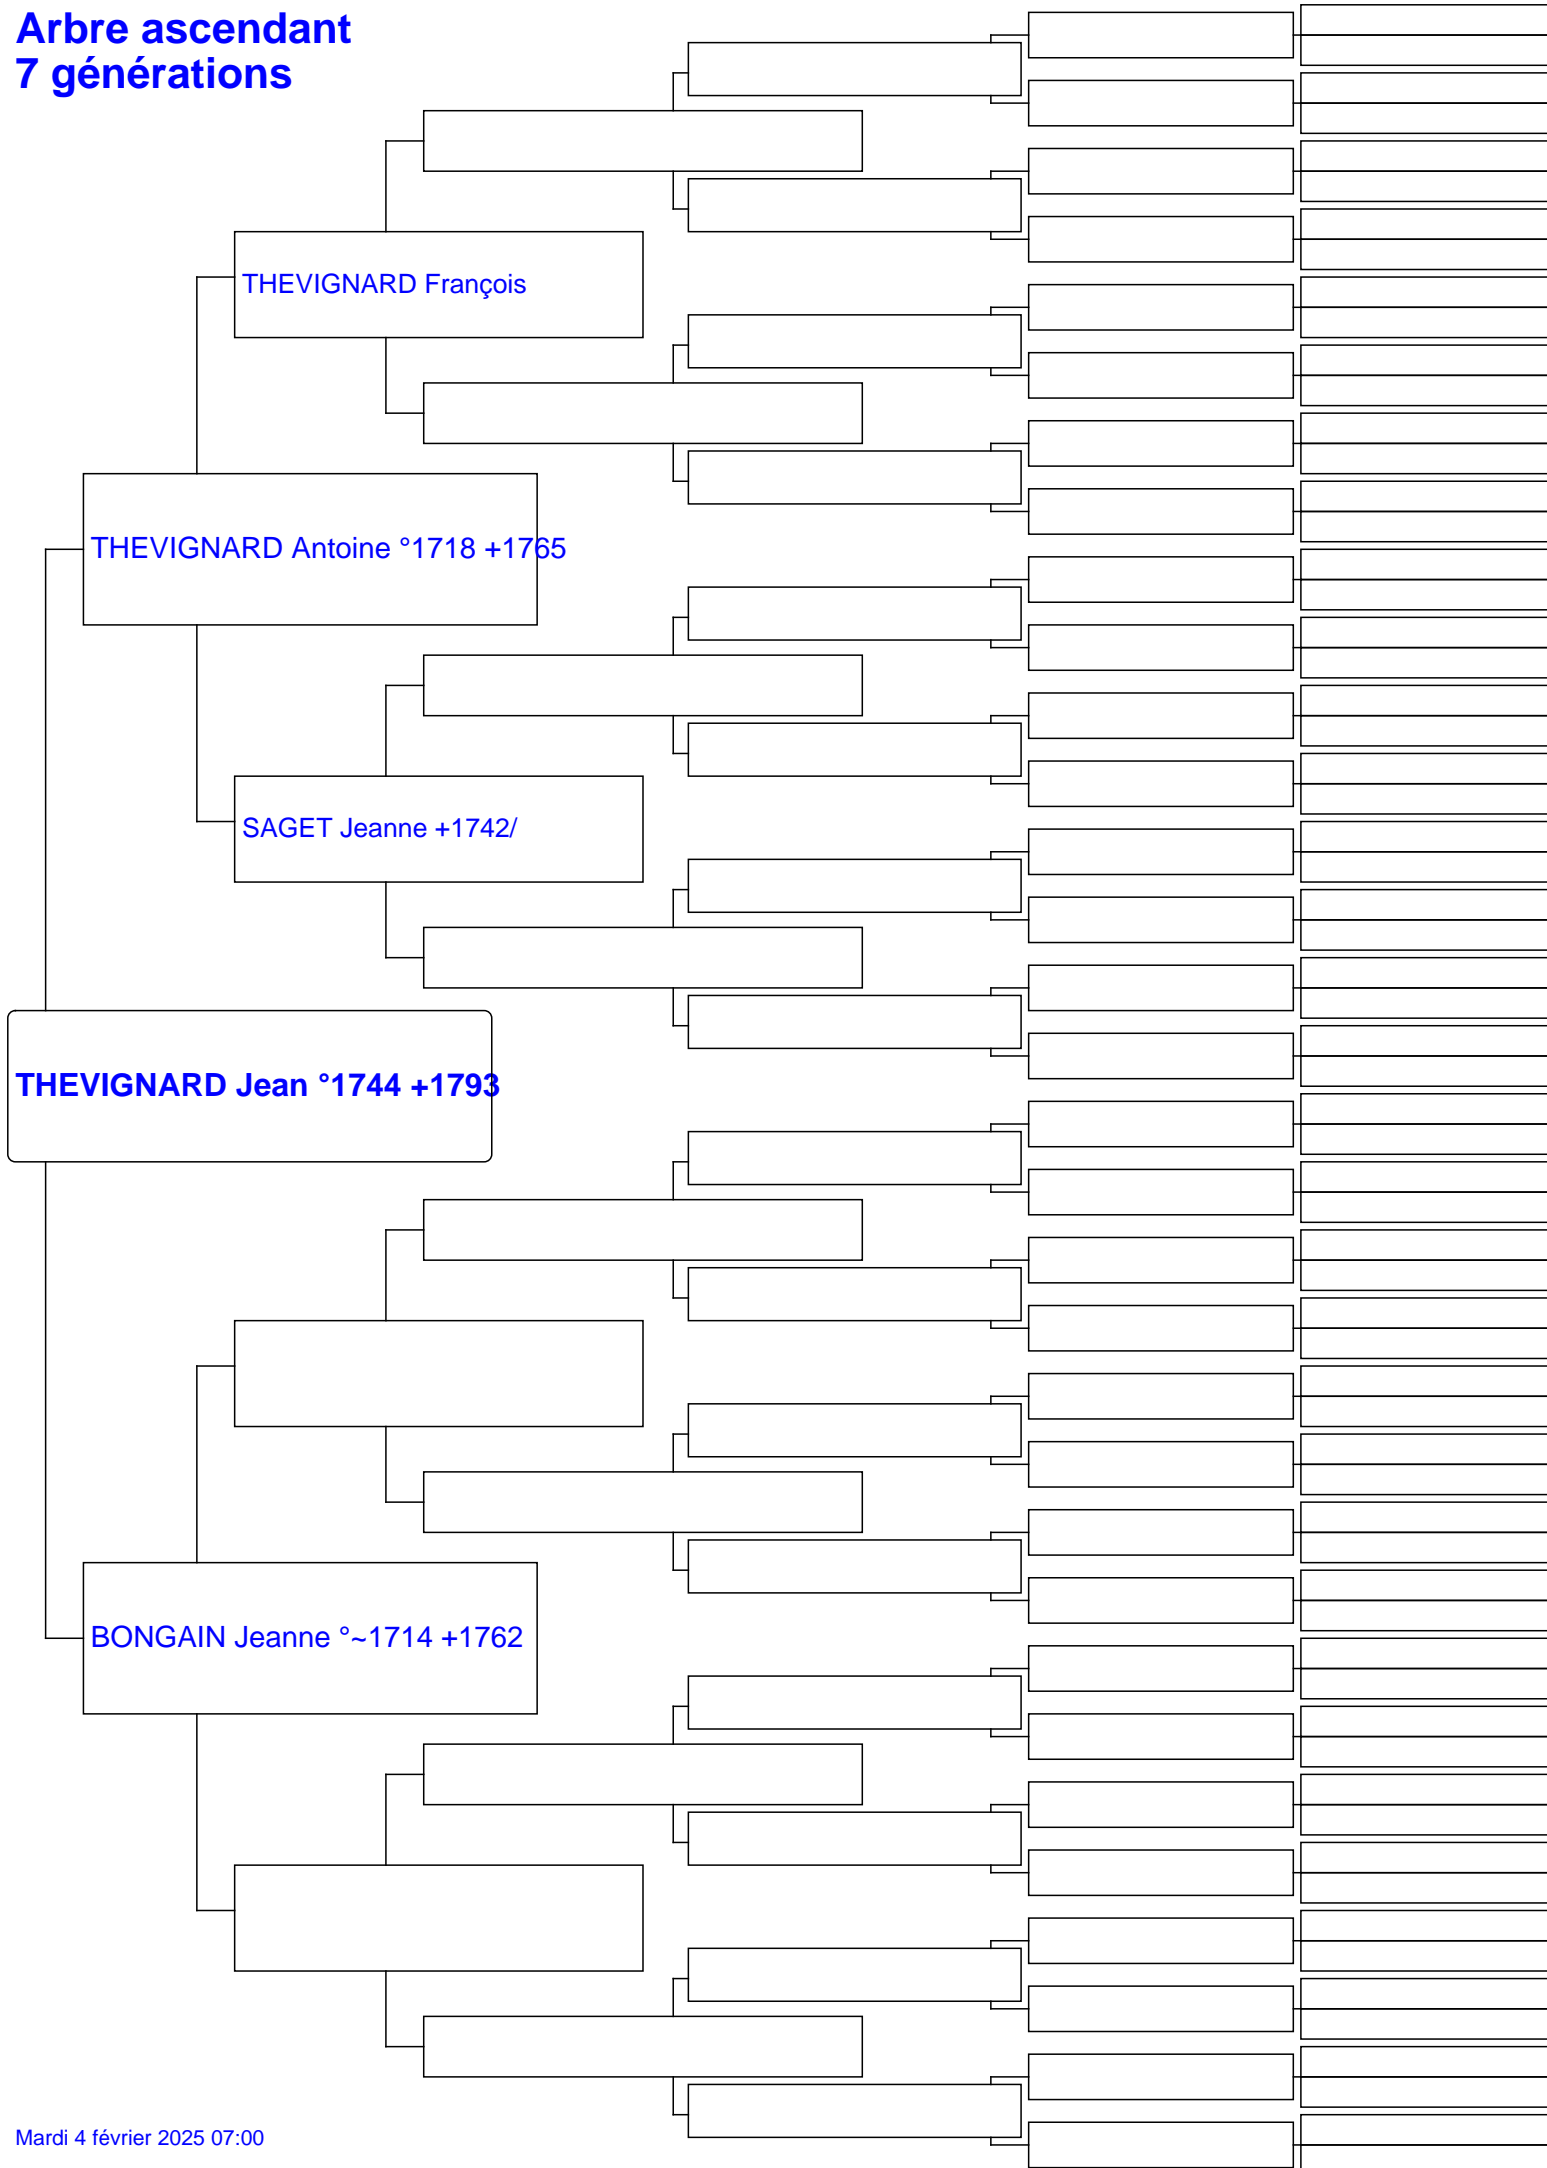 Arbre ascendant
7 générations
THEVIGNARD François
THEVIGNARD Antoine °1718 +1765
SAGET Jeanne +1742/
THEVIGNARD Jean °1744 +1793
BONGAIN Jeanne °~1714 +1762
Mardi 4 février 2025 07:00